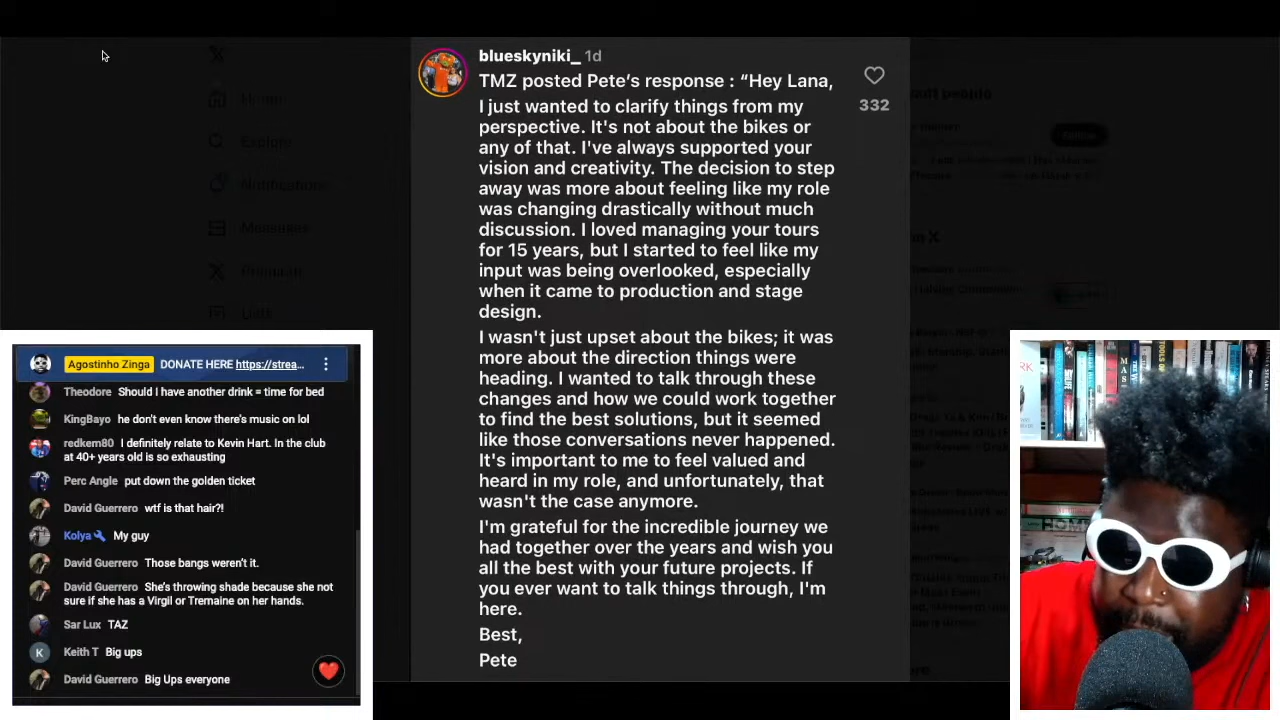 blueskyniki_ 1d
TMZ posted Pete's response : “Hey Lana,
I just wanted to clarify things from my
perspective. It's not about the bikes or
any of that. I've always supported your
vision and creativity. The decision to step
away was more about feeling like my role
was changing drastically without much
discussion. I loved managing your tours
for 15 years, but I started to feel like my
input was being overlooked, especially
when it came to production and stage
design.
I wasn't just upset about the bikes; it was
more about the direction things were
heading. I wanted to talk through these
changes and how we could work together
to find the best solutions, but it seemed
like those conversations never happened.
It's important to me to feel valued and
heard in my role, and unfortunately, that
wasn't the case anymore.
I'm grateful for the incredible journey we
had together over the years and wish you
all the best with your future projects. If
you ever want to talk things through, I'm
here.
Best,
Pete
332
Home
Explore
Notifications
Messages
Premium
Lists
Agostinho Zinga DONATE HERE https://strea...
Theodore Should I have another drink = time for bed
KingBayo he don't even know there's music on lol
redkem80 I definitely relate to Kevin Hart. In the club
at 40+ years old is so exhausting
Perc Angle put down the golden ticket
David Guerrero wtf is that hair?!
Kolya My guy
David Guerrero Those bangs weren't it.
David Guerrero She's throwing shade because she not
sure if she has a Virgil or Tremaine on her hands.
Sar Lux TAZ
K
Keith T Big ups
David Guerrero Big Ups everyone